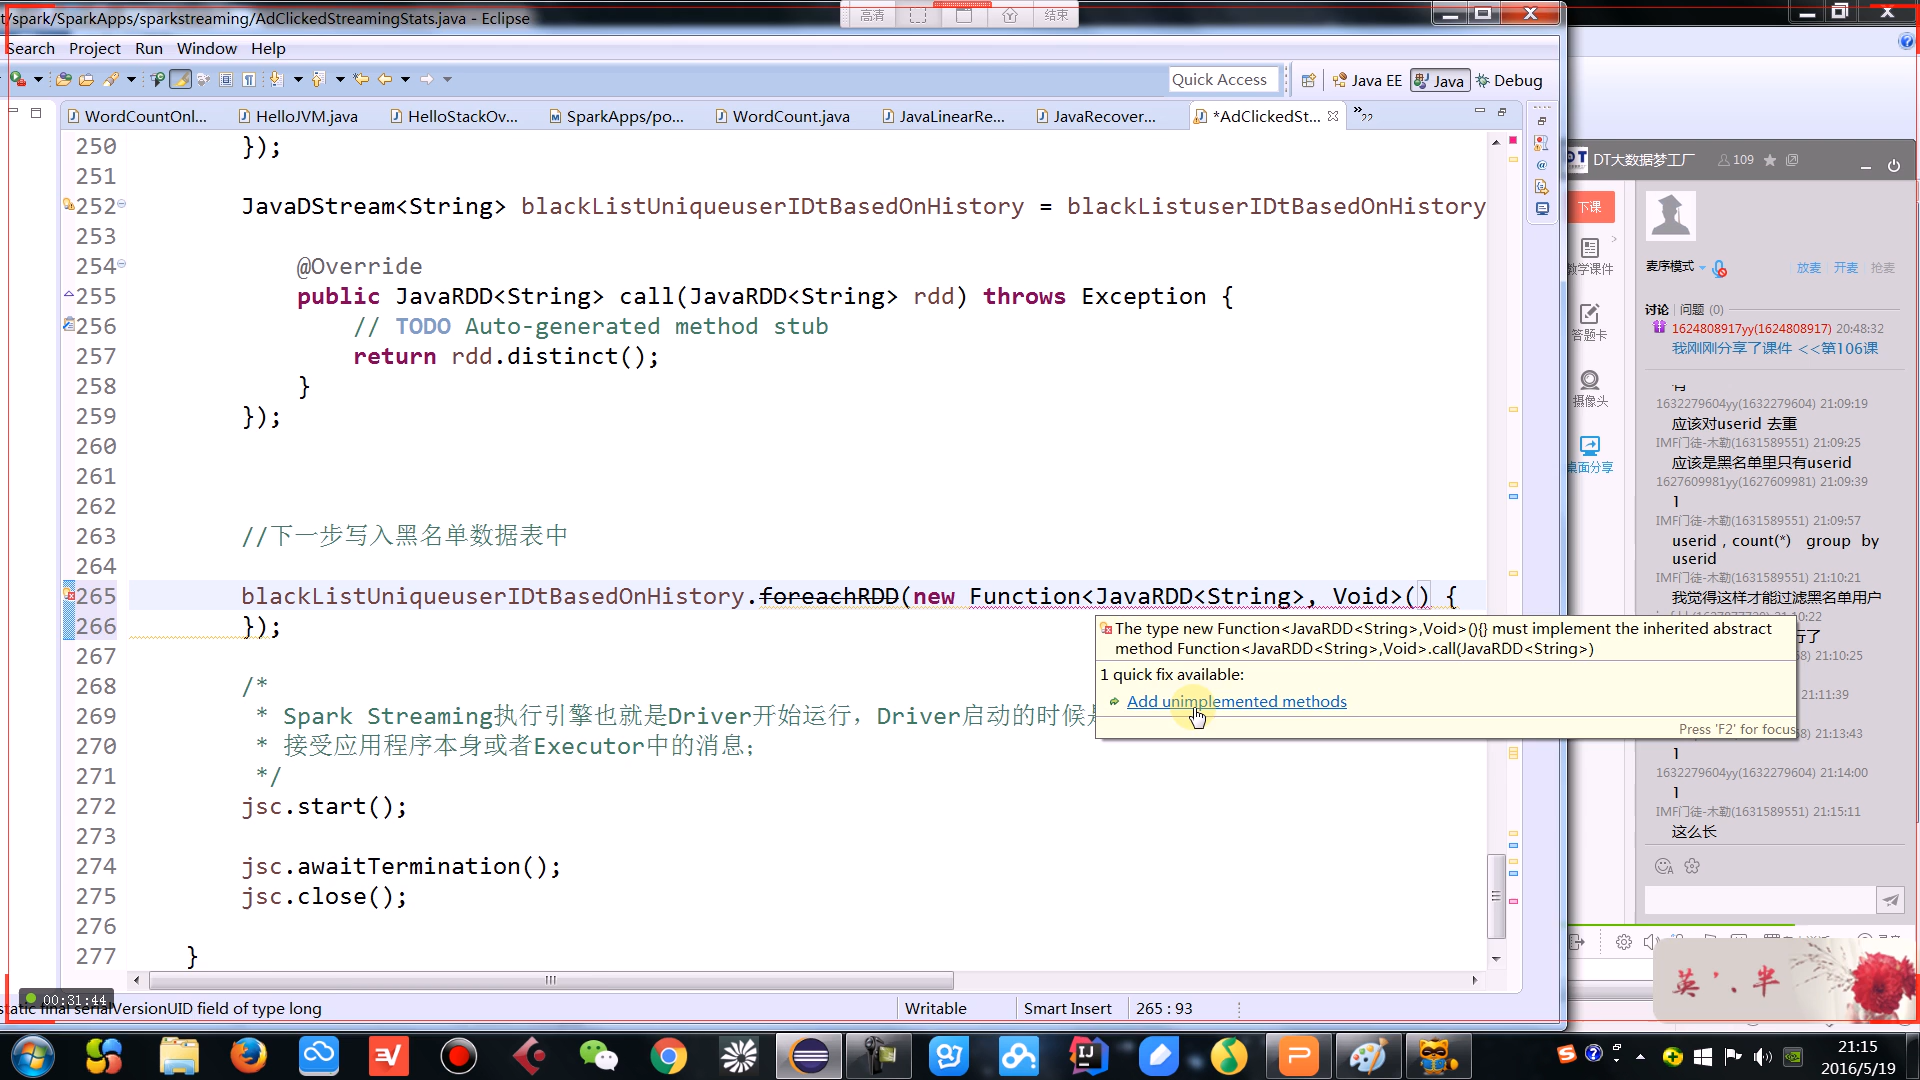 t/spark/SparkApps/sparkstreaming/AdClickedStreamingStats.java - Eclipse
高清 结束
Search Project Run Window Help
Quick Access Java EE Java Debug
WordCountOnl... HelloJVM.java HelloStackOv... SparkApps/po... WordCount.java JavaLinearRe... JavaRecover... *AdClickedSt... »22
250 });
251
252 JavaDStream<String> blackListUniqueuserIDtBasedOnHistory = blackListuserIDtBasedOnHistory
253
254 @Override
255 public JavaRDD<String> call(JavaRDD<String> rdd) throws Exception {
256 // TODO Auto-generated method stub
257 return rdd.distinct();
258 }
259 });
260
261
262
263 //下一步写入黑名单数据表中
264
265 blackListUniqueuserIDtBasedOnHistory.foreachRDD(new Function<JavaRDD<String>, Void>() {
266 });
267
268 /*
269 * Spark Streaming执行引擎也就是Driver开始运行，Driver启动的时候
270 * 接受应用程序本身或者Executor中的消息；
271 */
272 jsc.start();
273
274 jsc.awaitTermination();
275 jsc.close();
276
277 }
The type new Function<JavaRDD<String>,Void>(){} must implement the inherited abstract
method Function<JavaRDD<String>,Void>.call(JavaRDD<String>)
1 quick fix available:
Add unimplemented methods
Press 'F2' for focus
00:31:44
static final serialVersionUID field of type long
Writable Smart Insert 265 : 93
DT大数据梦工厂 109
下课
教学课件
答题卡
摄像头
桌面分享
麦序模式 放麦 开麦 抢麦
讨论 问题 (0)
1624808917yy(1624808917) 20:48:32
我刚刚分享了课件 <<第106课
1632279604yy(1632279604) 21:09:19
应该对userid 去重
IMF门徒-木勒(1631589551) 21:09:25
应该是黑名单里只有userid
1627609981yy(1627609981) 21:09:39
1
IMF门徒-木勒(1631589551) 21:09:57
userid , count(*) group by
userid
IMF门徒-木勒(1631589551) 21:10:21
我觉得这样才能过滤黑名单用户
行了
21:10:25
21:11:39
21:13:43
1
1632279604yy(1632279604) 21:14:00
1
IMF门徒-木勒(1631589551) 21:15:11
这么长
英 半
21:15
2016/5/19